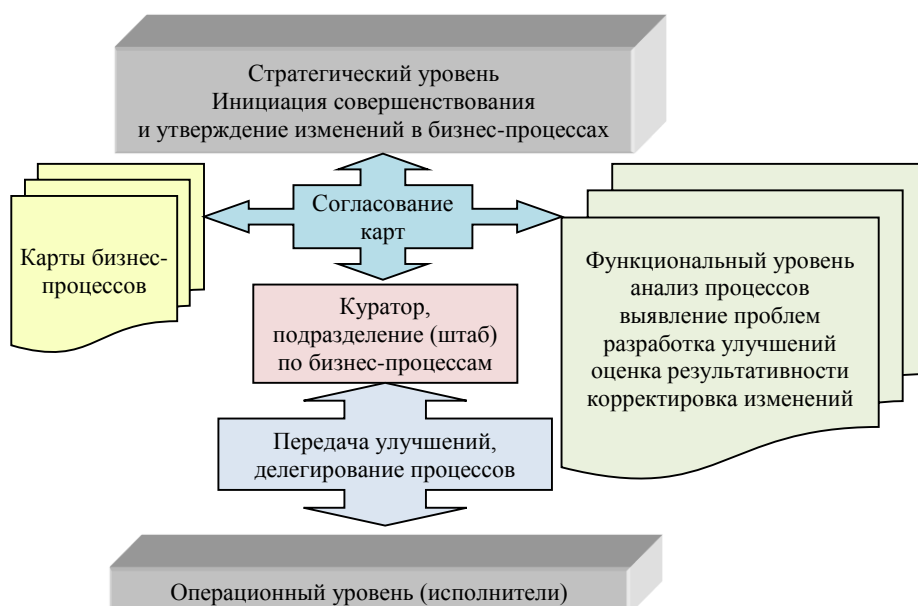 Стратегический уровень
Инициация совершенствования
и утверждение изменений в бизнес-процессах
Согласование
карт
Карты бизнес-
процессов
Функциональный уровень
анализ процессов
выявление проблем
разработка улучшений
оценка результативности
корректировка изменений
Куратор,
подразделение (штаб)
по бизнес-процессам
Передача улучшений,
делегирование процессов
Операционный уровень (исполнители)